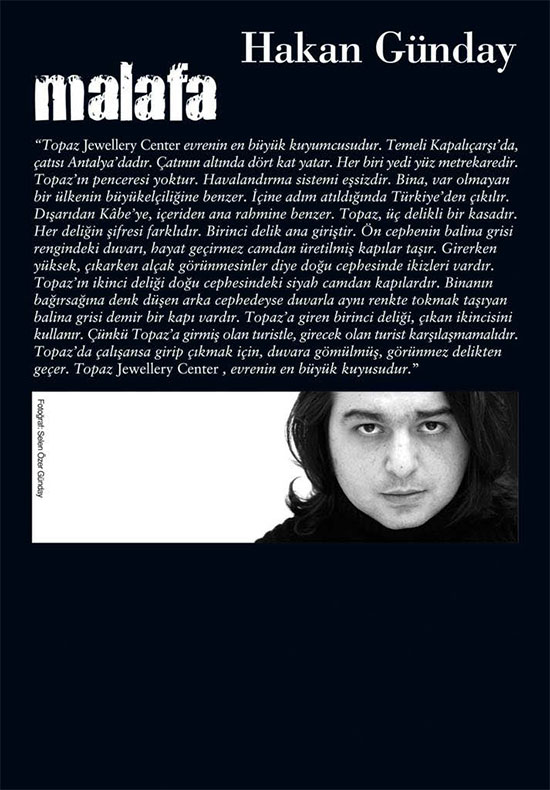 Hakan Günday
malafa
“Topaz Jewellery Center evrenin en büyük kuyumcusudur. Temeli Kapalıçarşı’da,
çatısı Antalya’dadır. Çatının altında dört kat yatar. Her biri yedi yüz metrekaredir.
Topaz’ın penceresi yoktur. Havalandırma sistemi eşsizdir. Bina, var olmayan
bir ülkenin büyükelçiliğine benzer. İçine adım atıldığında Türkiye’den çıkılır.
Dışarıdan Kâbe’ye, içeriden ana rahmine benzer. Topaz, üç delikli bir kasadır.
Her deliğin şifresi farklıdır. Birinci delik ana giriştir. Ön cephenin balina grisi
rengindeki duvarı, hayat geçirmez camdan üretilmiş kapılar taşır. Girerken
yüksek, çıkarken alçak görünmesinler diye doğu cephesinde ikizleri vardır.
Topaz’ın ikinci deliği doğu cephesindeki siyah camdan kapılardır. Binanın
bağırsağına denk düşen arka cephedeyse duvarla aynı renkte tokmak taşıyan
balina grisi demir bir kapı vardır. Topaz’a giren birinci deliği, çıkan ikincisini
kullanır. Çünkü Topaz’a girmiş olan turistle, girecek olan turist karşılaşmamalıdır.
Topaz’da çalışansa girip çıkmak için, duvara gömülmüş, görünmez delikten
geçer. Topaz Jewellery Center , evrenin en büyük kuyusudur.”
Fotoğraf: Selen Özer Günday